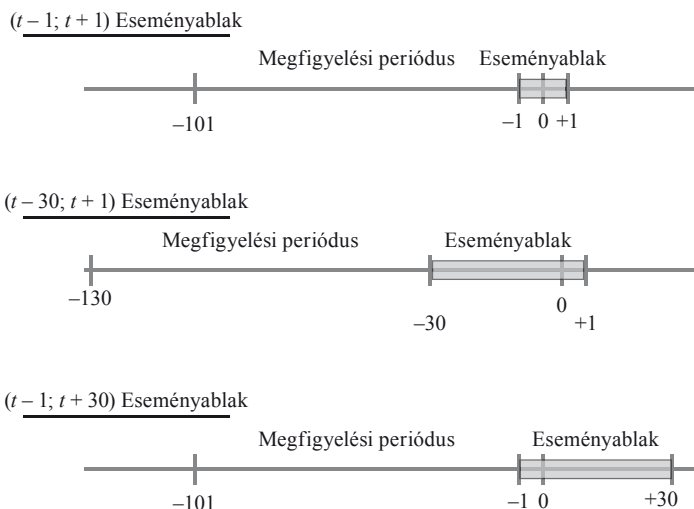 (t – 1; t + 1) Eseményablak
Megfigyelési periódus Eseményablak
–101 –1 0 +1
(t – 30; t + 1) Eseményablak
Megfigyelési periódus Eseményablak
–130 0
–30 +1
(t – 1; t + 30) Eseményablak
Megfigyelési periódus Eseményablak
–101 –1 0 +30